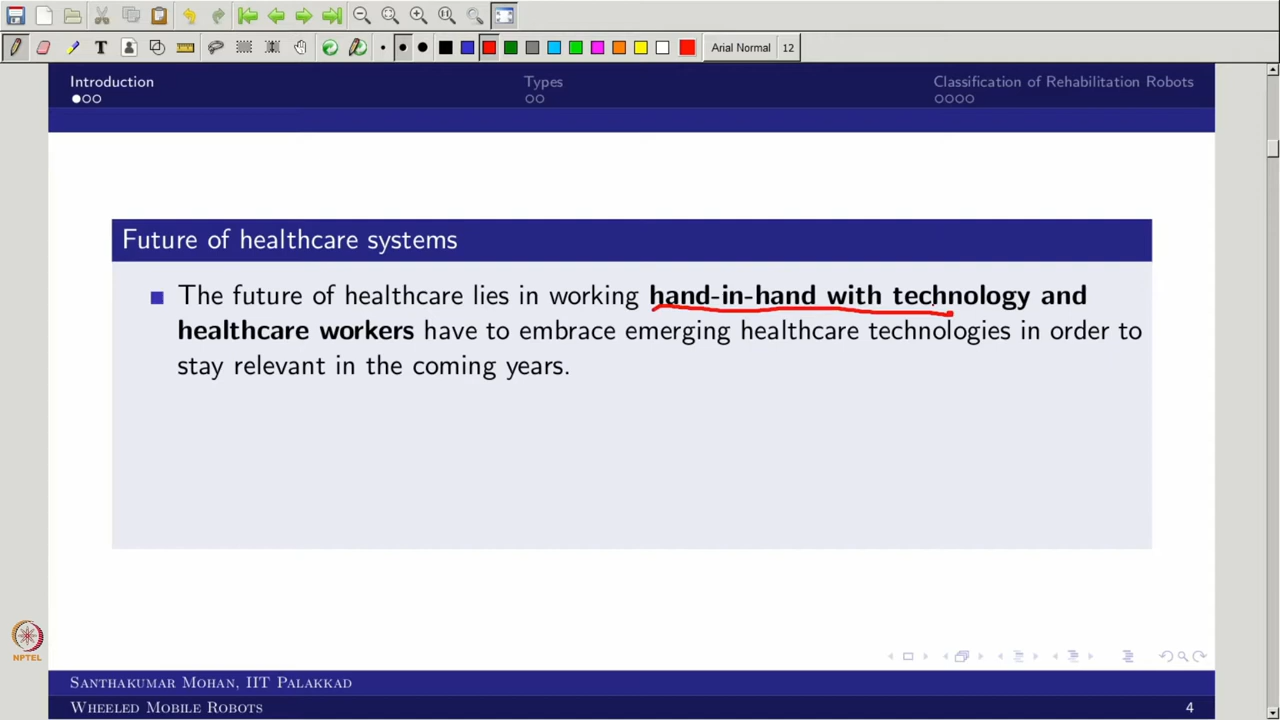 T
Arial Normal
12
Introduction
Types
Classification of Rehabilitation Robots
Future of healthcare systems
The future of healthcare lies in working hand-in-hand with technology and
healthcare workers have to embrace emerging healthcare technologies in order to
stay relevant in the coming years.
NPTEL
Santhakumar Mohan, IIT Palakkad
Wheeled Mobile Robots
4